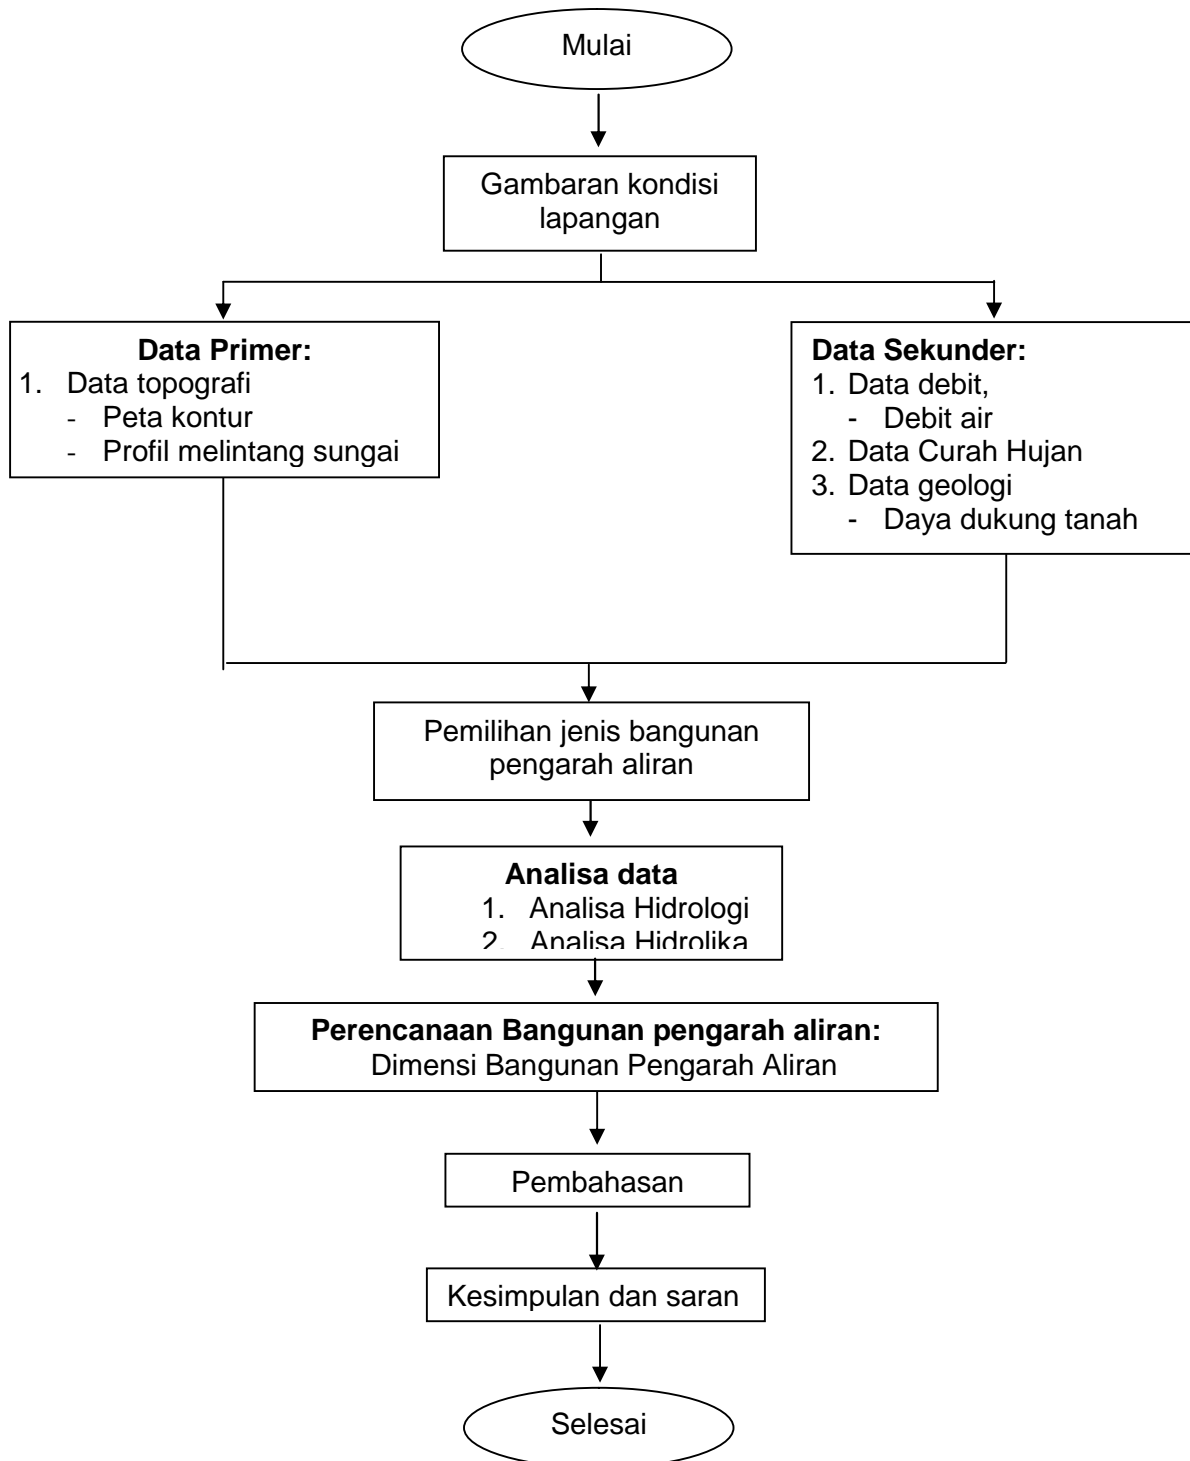 Mulai
Gambaran kondisi
lapangan
Data Primer:
1. Data topografi
- Peta kontur
- Profil melintang sungai
Data Sekunder:
1. Data debit,
- Debit air
2. Data Curah Hujan
3. Data geologi
- Daya dukung tanah
Pemilihan jenis bangunan
pengarah aliran
Analisa data
1. Analisa Hidrologi
2. Analisa Hidrolika
Perencanaan Bangunan pengarah aliran:
Dimensi Bangunan Pengarah Aliran
Pembahasan
Kesimpulan dan saran
Selesai